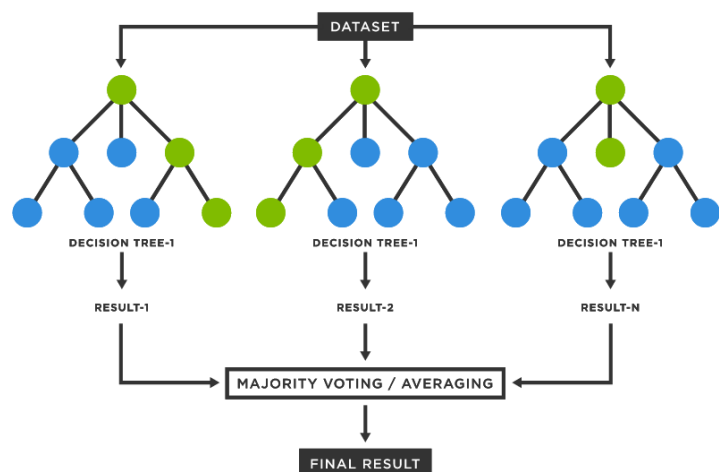 DATASET
DECISION TREE-1
DECISION TREE-1
DECISION TREE-1
RESULT-1
RESULT-2
RESULT-N
MAJORITY VOTING / AVERAGING
FINAL RESULT